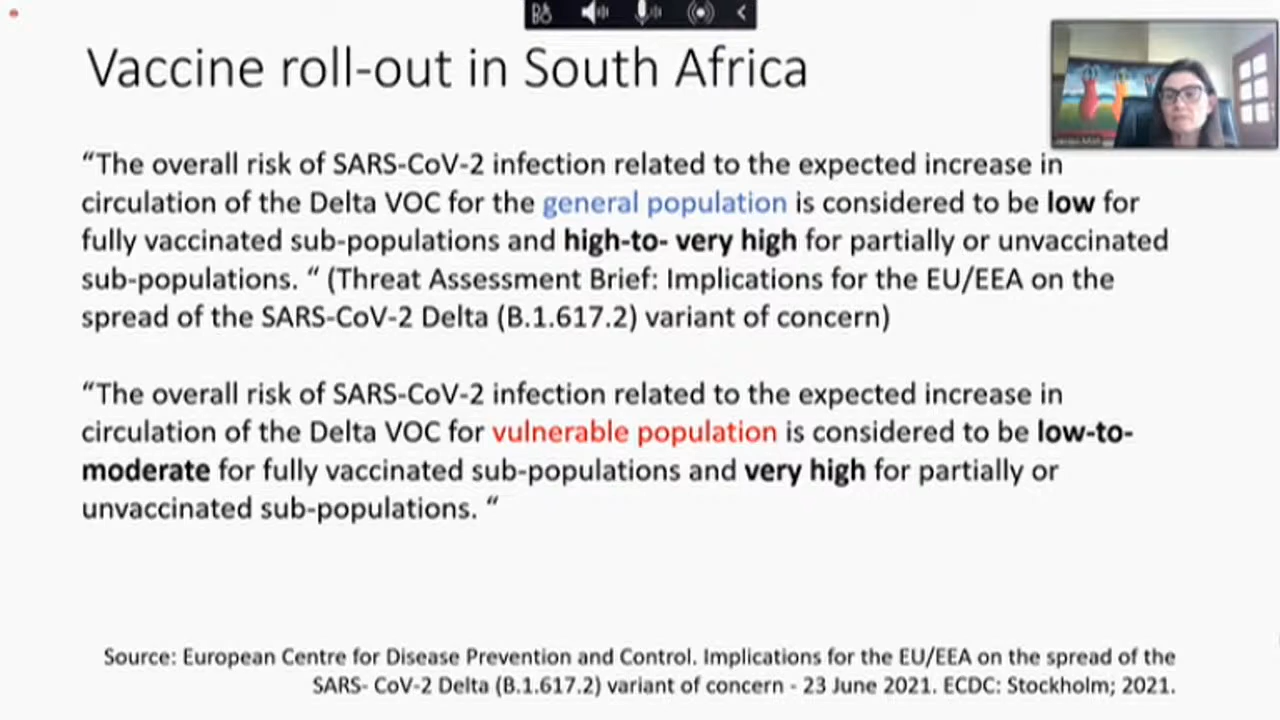 Vaccine roll-out in South Africa
“The overall risk of SARS-CoV-2 infection related to the expected increase in
circulation of the Delta VOC for the general population is considered to be low for
fully vaccinated sub-populations and high-to- very high for partially or unvaccinated
sub-populations. “ (Threat Assessment Brief: Implications for the EU/EEA on the
spread of the SARS-CoV-2 Delta (B.1.617.2) variant of concern)
“The overall risk of SARS-CoV-2 infection related to the expected increase in
circulation of the Delta VOC for vulnerable population is considered to be low-to-
moderate for fully vaccinated sub-populations and very high for partially or
unvaccinated sub-populations. “
Source: European Centre for Disease Prevention and Control. Implications for the EU/EEA on the spread of the
SARS- CoV-2 Delta (B.1.617.2) variant of concern - 23 June 2021. ECDC: Stockholm; 2021.